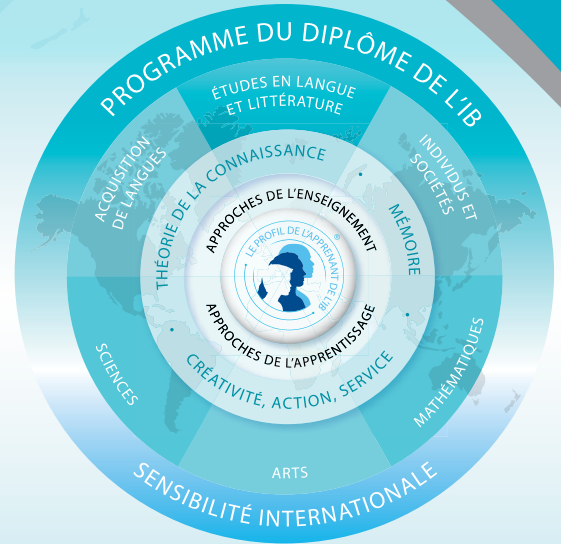 PROGRAMME DU DIPLÔME DE L'IB
ÉTUDES EN LANGUE
ET LITTÉRATURE
ACQUISITION
DE LANGUES
INDIVIDUS ET
SOCIÉTÉS
THÉORIE DE LA CONNAISSANCE
MÉMOIRE
APPROCHES DE L'ENSEIGNEMENT
LE PROFIL DE L'APPRENANT DE L'IB
®
APPROCHES DE L'APPRENTISSAGE
CRÉATIVITÉ, ACTION, SERVICE
SCIENCES
MATHÉMATIQUES
ARTS
SENSIBILITÉ INTERNATIONALE